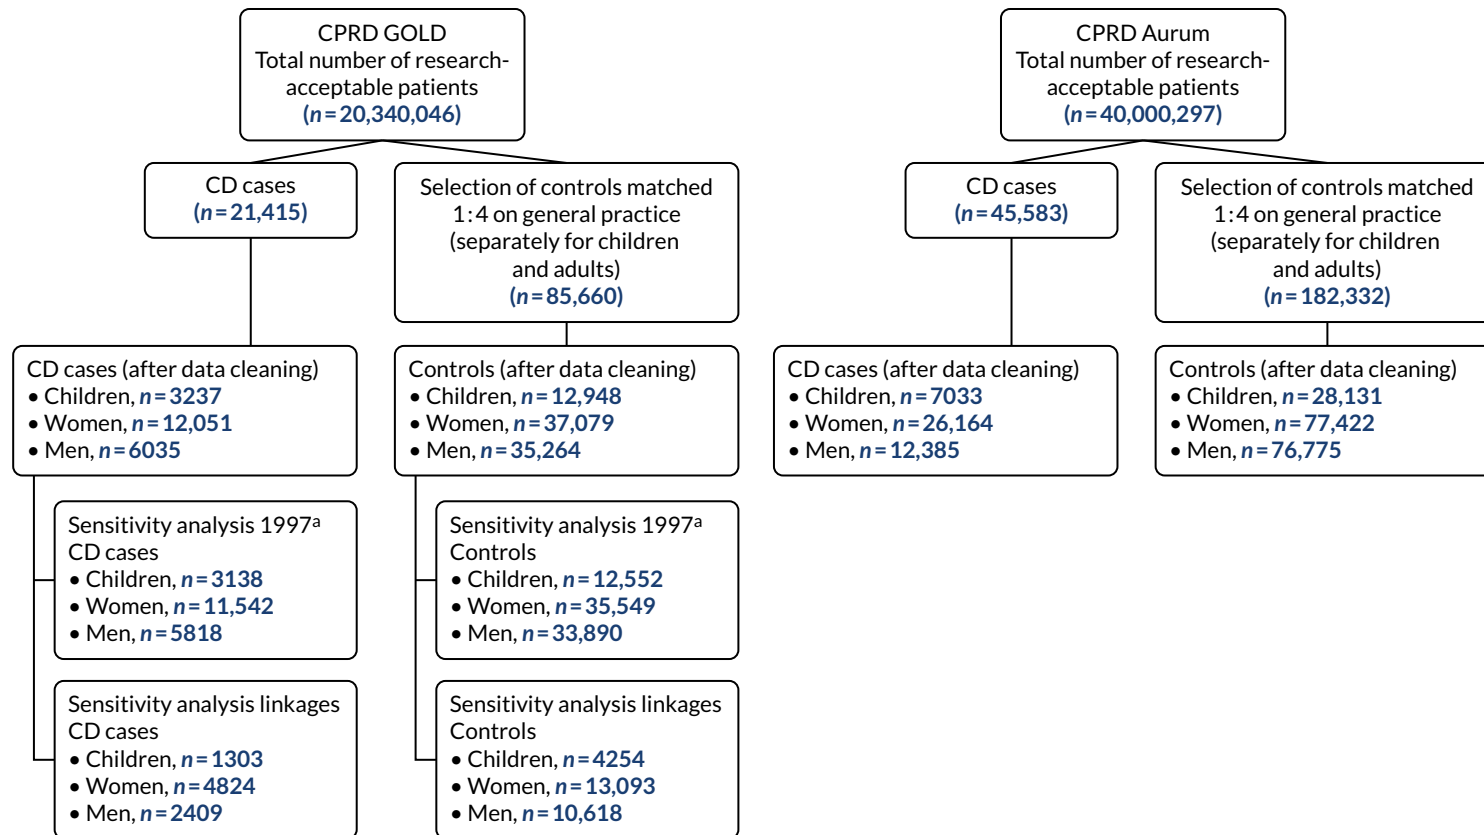 CPRD GOLD
Total number of research-
acceptable patients
(n=20,340,046)
CD cases
(n=21,415)
Selection of controls matched
1:4 on general practice
(separately for children
and adults)
(n=85,660)
CD cases (after data cleaning)
• Children, n=3237
• Women, n=12,051
• Men, n=6035
Controls (after data cleaning)
• Children, n=12,948
• Women, n=37,079
• Men, n=35,264
Sensitivity analysis 1997ᵃ
CD cases
• Children, n=3138
• Women, n=11,542
• Men, n=5818
Sensitivity analysis 1997ᵃ
Controls
• Children, n=12,552
• Women, n=35,549
• Men, n=33,890
Sensitivity analysis linkages
CD cases
• Children, n=1303
• Women, n=4824
• Men, n=2409
Sensitivity analysis linkages
Controls
• Children, n=4254
• Women, n=13,093
• Men, n=10,618
CPRD Aurum
Total number of research-
acceptable patients
(n=40,000,297)
CD cases
(n=45,583)
Selection of controls matched
1:4 on general practice
(separately for children
and adults)
(n=182,332)
CD cases (after data cleaning)
• Children, n=7033
• Women, n=26,164
• Men, n=12,385
Controls (after data cleaning)
• Children, n=28,131
• Women, n=77,422
• Men, n=76,775